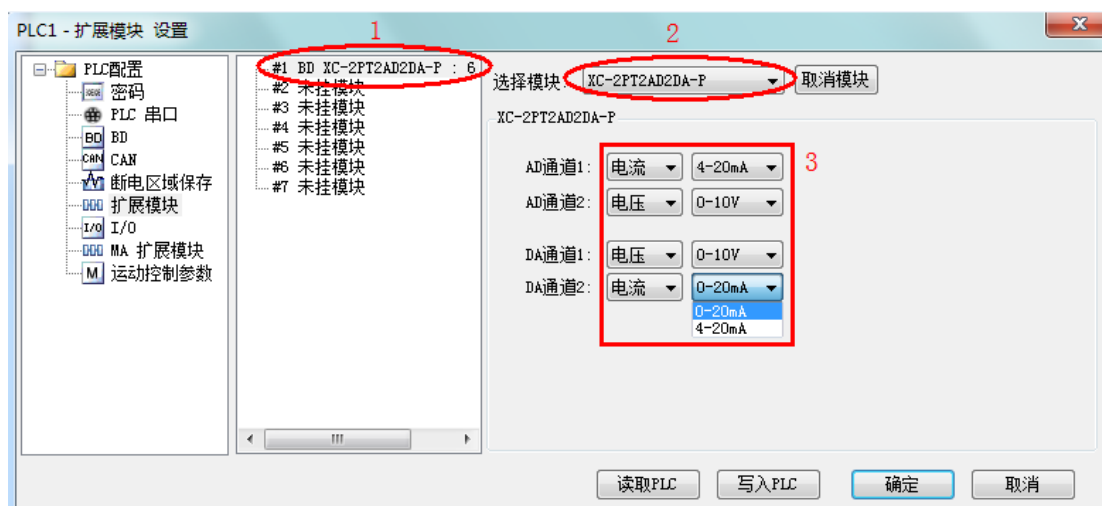 PLC1 - 扩展模块 设置
1
2
3
PLC配置
密码
PLC 串口
BD
CAN
断电区域保存
扩展模块
I/O
MA 扩展模块
运动控制参数
#1 BD XC-2PT2AD2DA-P : 6
#2 未挂模块
#3 未挂模块
#4 未挂模块
#5 未挂模块
#6 未挂模块
#7 未挂模块
选择模块: XC-2PT2AD2DA-P 取消模块
XC-2PT2AD2DA-P
AD通道1: 电流 4-20mA
AD通道2: 电压 0-10V
DA通道1: 电压 0-10V
DA通道2: 电流 0-20mA
0-20mA
4-20mA
读取PLC 写入PLC 确定 取消